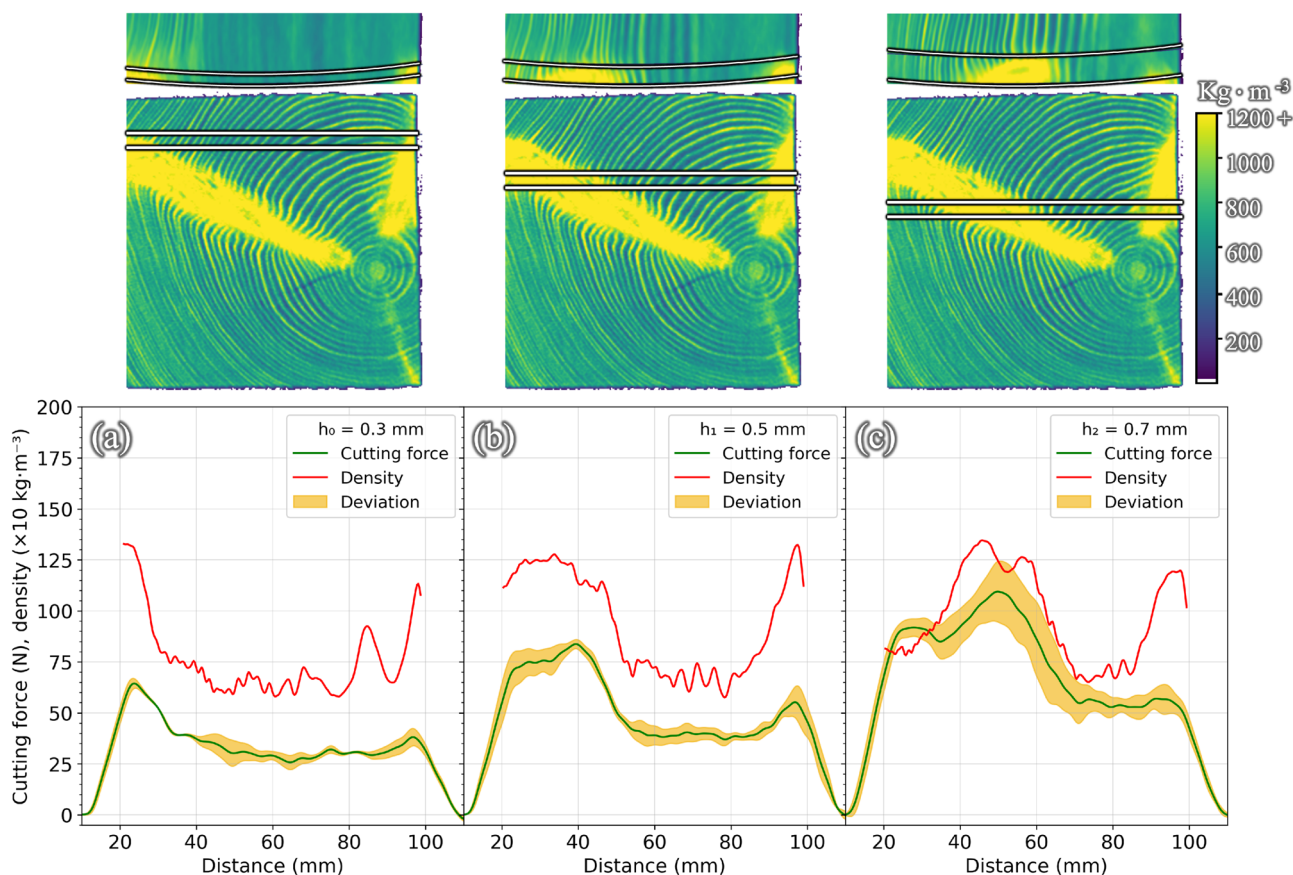 Kg · m⁻³
1200 +
1000
800
600
400
200
Cutting force (N), density (×10 kg·m⁻³)
200
175
150
125
100
75
50
25
0
(a)
h₀ = 0.3 mm
Cutting force
Density
Deviation
20 40 60 80 100
Distance (mm)
(b)
h₁ = 0.5 mm
Cutting force
Density
Deviation
20 40 60 80 100
Distance (mm)
(c)
h₂ = 0.7 mm
Cutting force
Density
Deviation
20 40 60 80 100
Distance (mm)